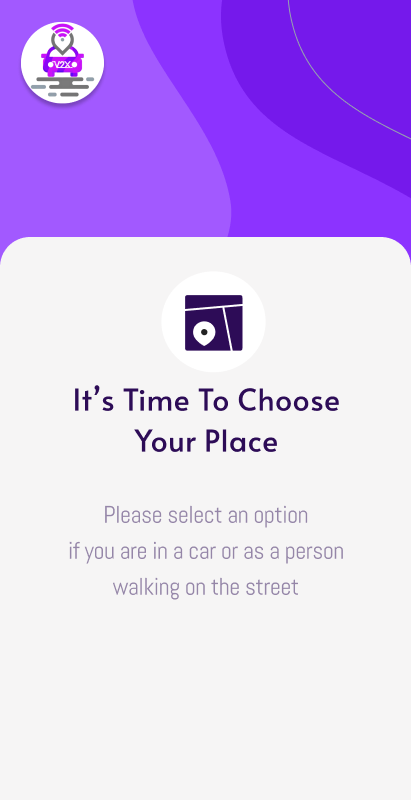 V2X
It's Time To Choose
Your Place
Please select an option
if you are in a car or as a person
walking on the street